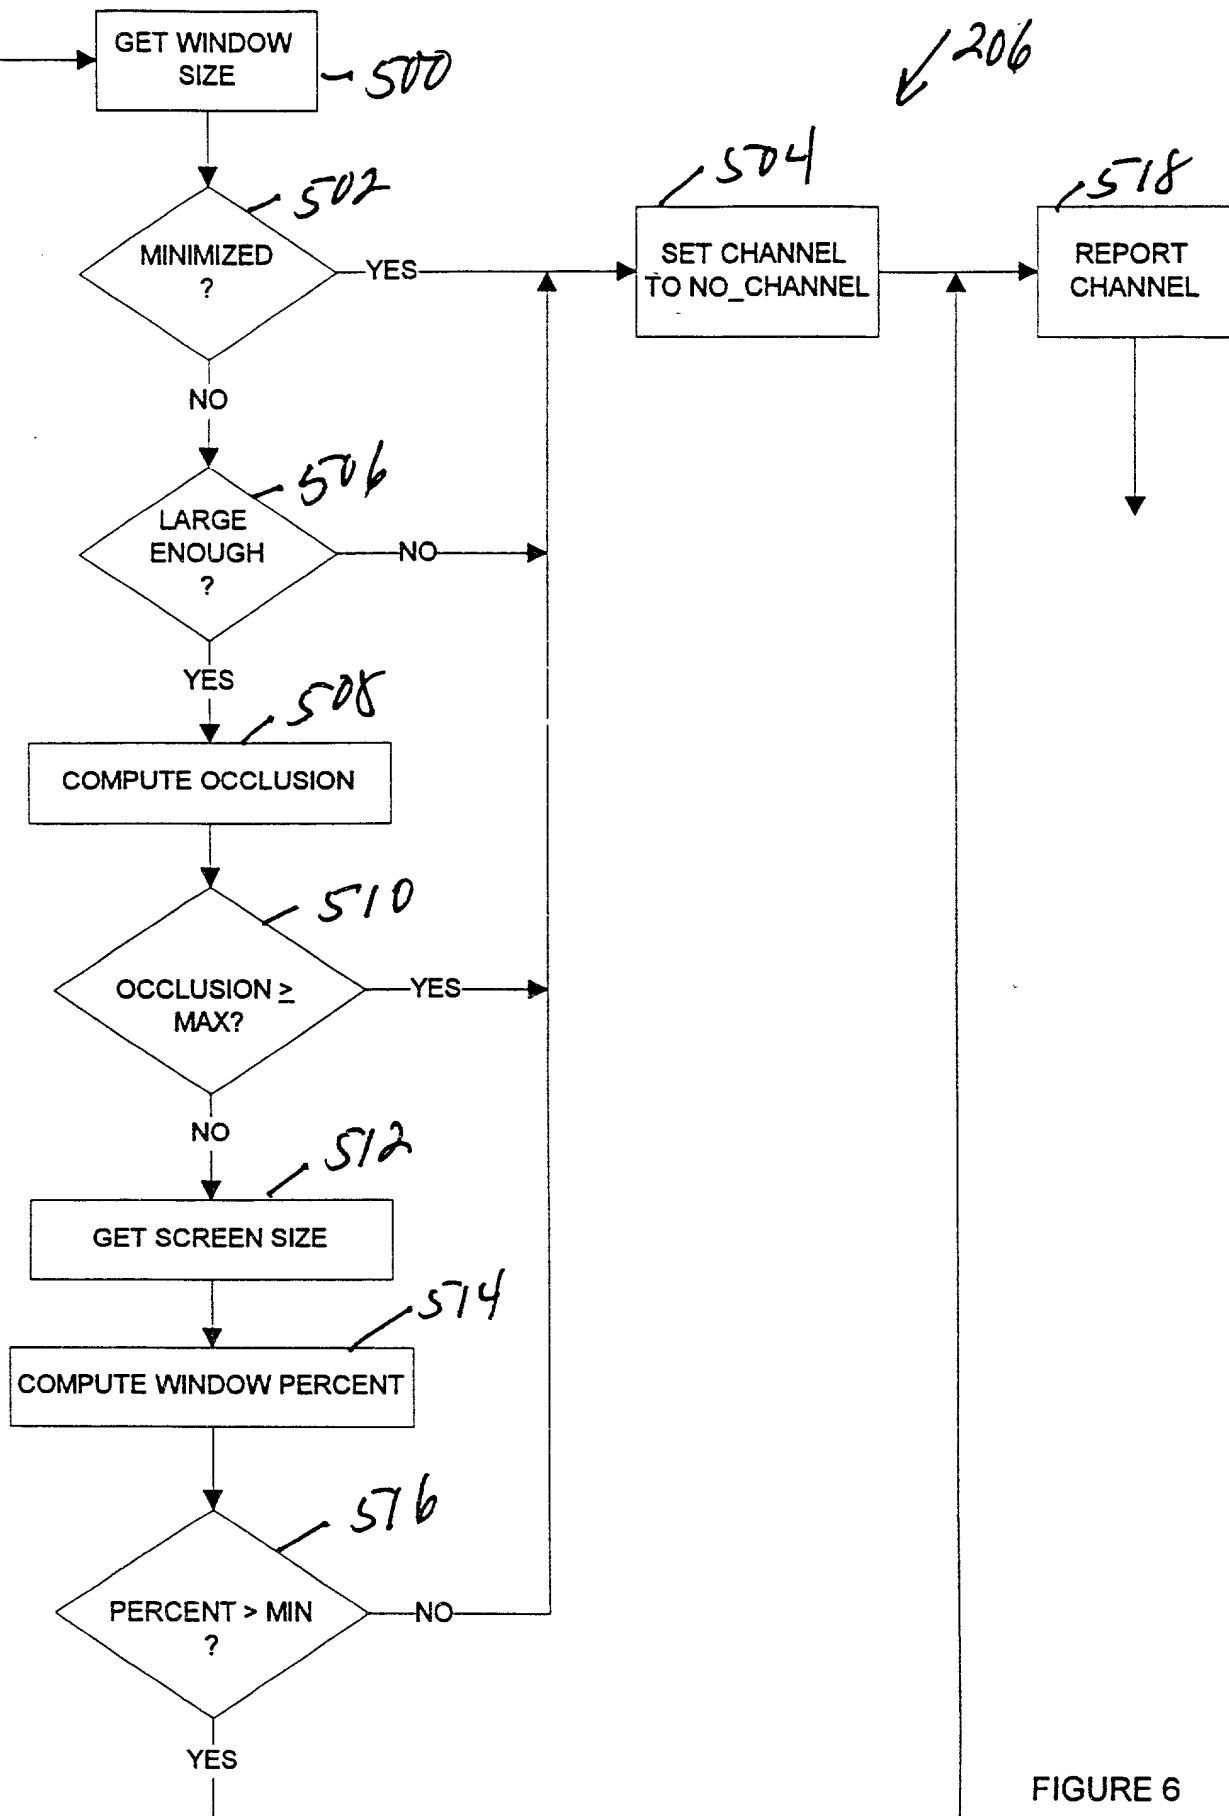 GET WINDOW
SIZE
500
206
502
MINIMIZED
?
YES
504
SET CHANNEL
TO NO_CHANNEL
518
REPORT
CHANNEL
NO
506
LARGE
ENOUGH
?
NO
YES
508
COMPUTE OCCLUSION
510
OCCLUSION ≥
MAX?
YES
NO
512
GET SCREEN SIZE
514
COMPUTE WINDOW PERCENT
516
PERCENT > MIN
?
NO
YES
FIGURE 6